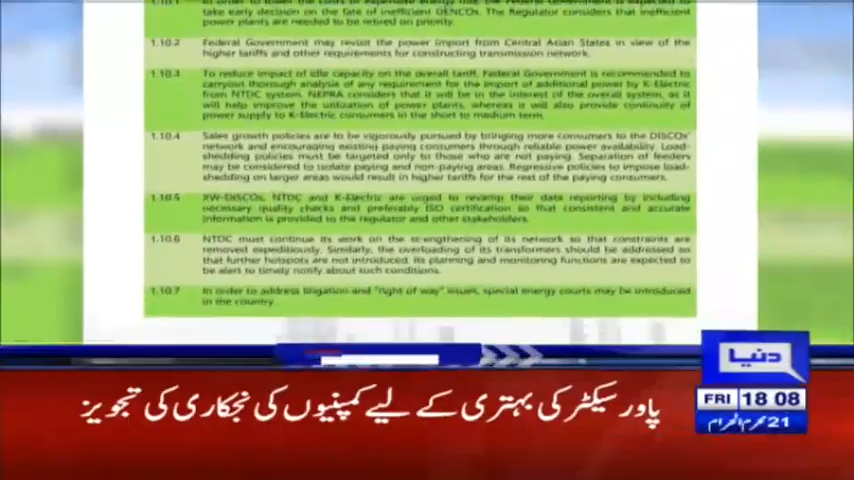 take early decision on the fate of inefficient GENCOs. The Regulator considers that inefficient
power plants are needed to be retired on priority.
1.10.2 Federal Government may revisit the power import from Central Asian States in view of the
higher tariffs and other requirements for constructing transmission network.
1.10.3 To reduce impact of idle capacity on the overall tariff, Federal Government is recommended to
carryout thorough analysis of any requirement for the import of additional power by K-Electric
from NTDC system. NEPRA considers that it will be in the interest of the overall system, as it
will help improve the utilization of power plants, whereas it will also provide continuity of
power supply to K-Electric consumers in the short to medium term.
1.10.4 Sales growth policies are to be vigorously pursued by bringing more consumers to the DISCOs'
network and encouraging existing paying consumers through reliable power availability. Load-
shedding policies must be targeted only to those who are not paying. Separation of feeders
may be considered to isolate paying and non-paying areas. Regressive policies to impose load-
shedding on larger areas would result in higher tariffs for the rest of the paying consumers.
1.10.5 XW-DISCOs, NTDC and K-Electric are urged to revamp their data reporting by including
necessary quality checks and preferably ISO certification so that consistent and accurate
information is provided to the regulator and other stakeholders.
1.10.6 NTDC must continue its work on the strengthening of its network so that constraints are
removed expeditiously. Similarly, the overloading of its transformers should be addressed so
that further hotspots are not introduced. Its planning and monitoring functions are expected to
be alert to timely notify about such conditions.
1.10.7 In order to address litigation and "right of way" issues, special energy courts may be introduced
in the country.
دنیا
FRI 18 08
21 محرم الحرام
پاور سیکٹر کی بہتری کے لیے کمپنیوں کی نجکاری کی تجویز